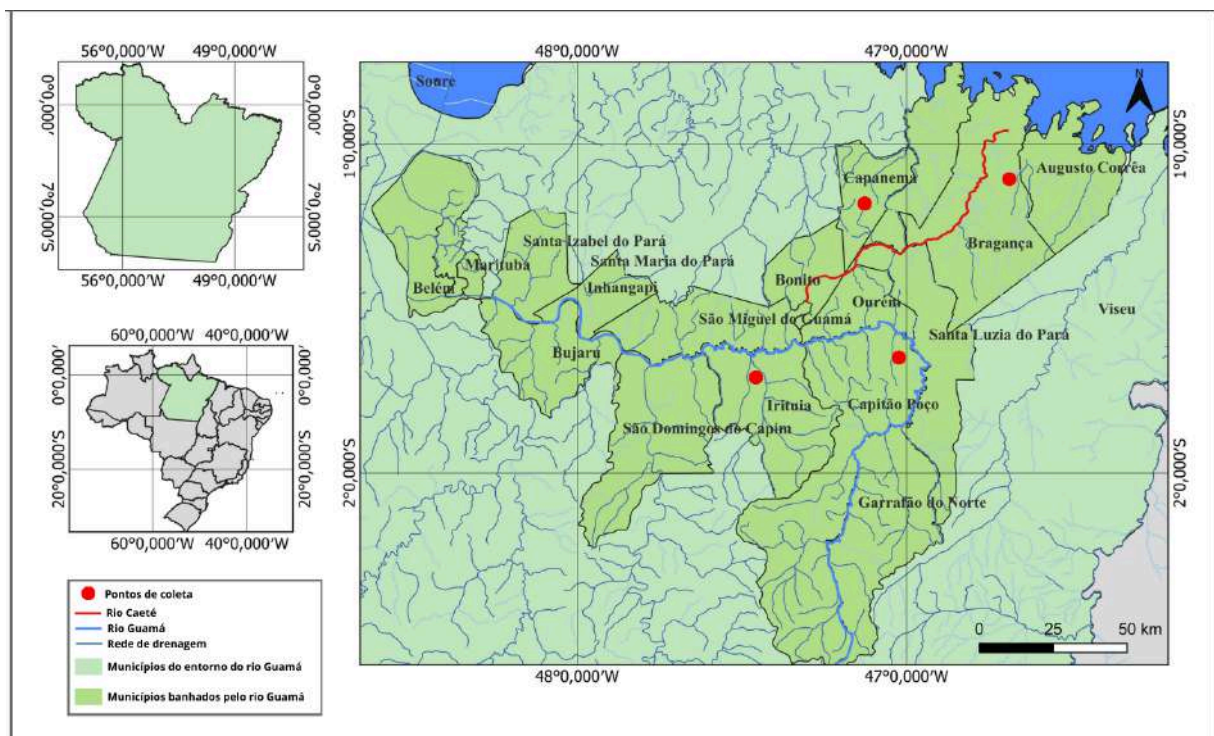 56°0,000'W 49°0,000'W
0°0,000'
0°0,000'
7°0,000'S
7°0,000'S
56°0,000'W 49°0,000'W
60°0,000'W 40°0,000'W
0°0,000'
0°0,000'
20°0,000'S
20°0,000'S
60°0,000'W 40°0,000'W
Pontos de coleta
Rio Caeté
Rio Guamá
Rede de drenagem
Municípios do entorno do rio Guamá
Municípios banhados pelo rio Guamá
48°0,000'W 47°0,000'W
Soure
N
1°0,000'S
1°0,000'S
Capanema
Augusto Corrêa
Santa Izabel do Pará
Bragança
Marituba
Santa Maria do Pará
Belém
Inhangapi
Bonito
Ourém
Viseu
São Miguel do Guamá
Santa Luzia do Pará
Bujaru
Irituia
Capitão Poço
São Domingos do Capim
2°0,000'S
2°0,000'S
Garrafão do Norte
0 25 50 km
48°0,000'W 47°0,000'W